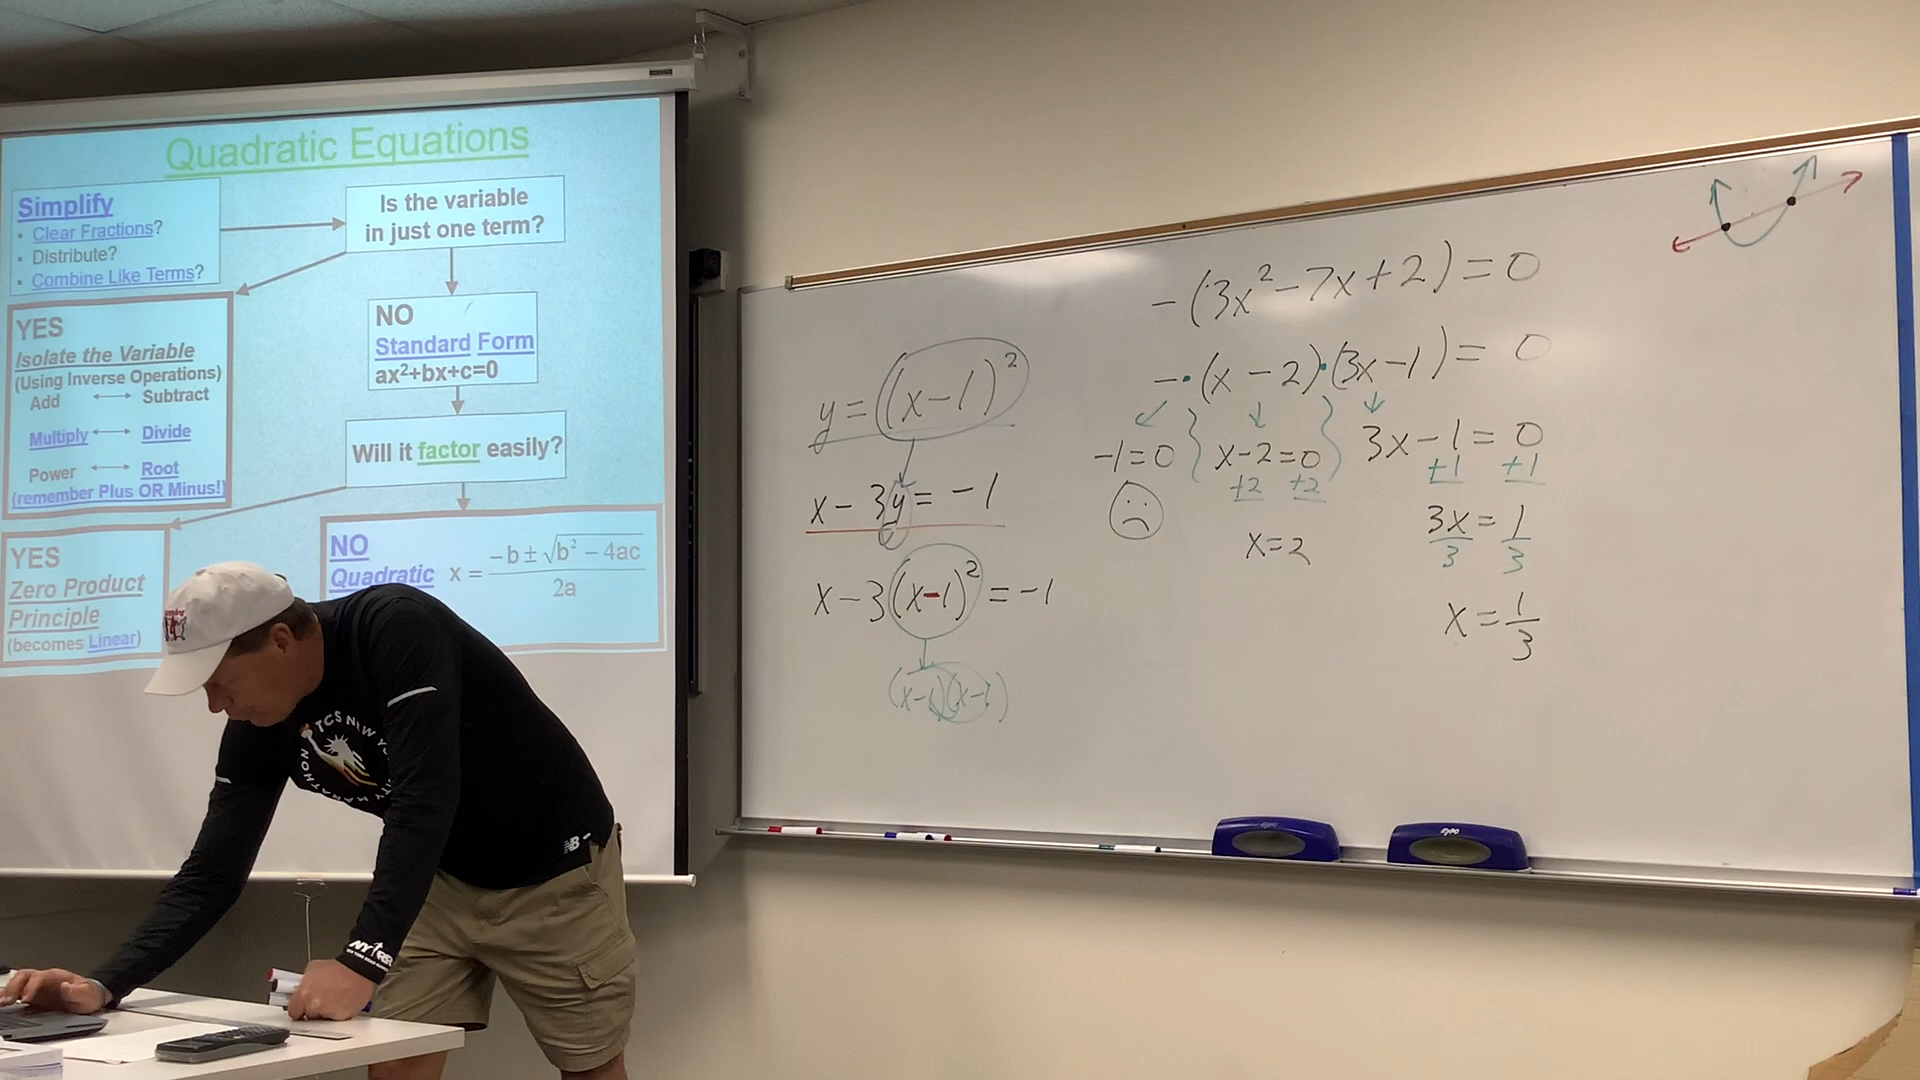 Quadratic Equations
Simplify
• Clear Fractions?
• Distribute?
• Combine Like Terms?
Is the variable
in just one term?
YES
Isolate the Variable
(Using Inverse Operations)
Add ⟷ Subtract
Multiply ⟷ Divide
Power ⟷ Root
(remember Plus OR Minus!)
NO
Standard Form
ax²+bx+c=0
Will it factor easily?
YES
Zero Product
Principle
(becomes Linear)
NO
Quadratic
x = (-b ± √(b² − 4ac)) / 2a
y = (x-1)²
x - 3y = -1
x - 3(x-1)² = -1
(x-1)(x-1)
-(3x²-7x+2)=0
-·(x-2)·(3x-1)=0
-1=0
x-2=0
+2 +2
x=2
3x-1=0
+1 +1
3x=1
3 3
x=1/3
TCS NEW YORK CITY MARATHON
NB
NYRR
EXPO
EXPO